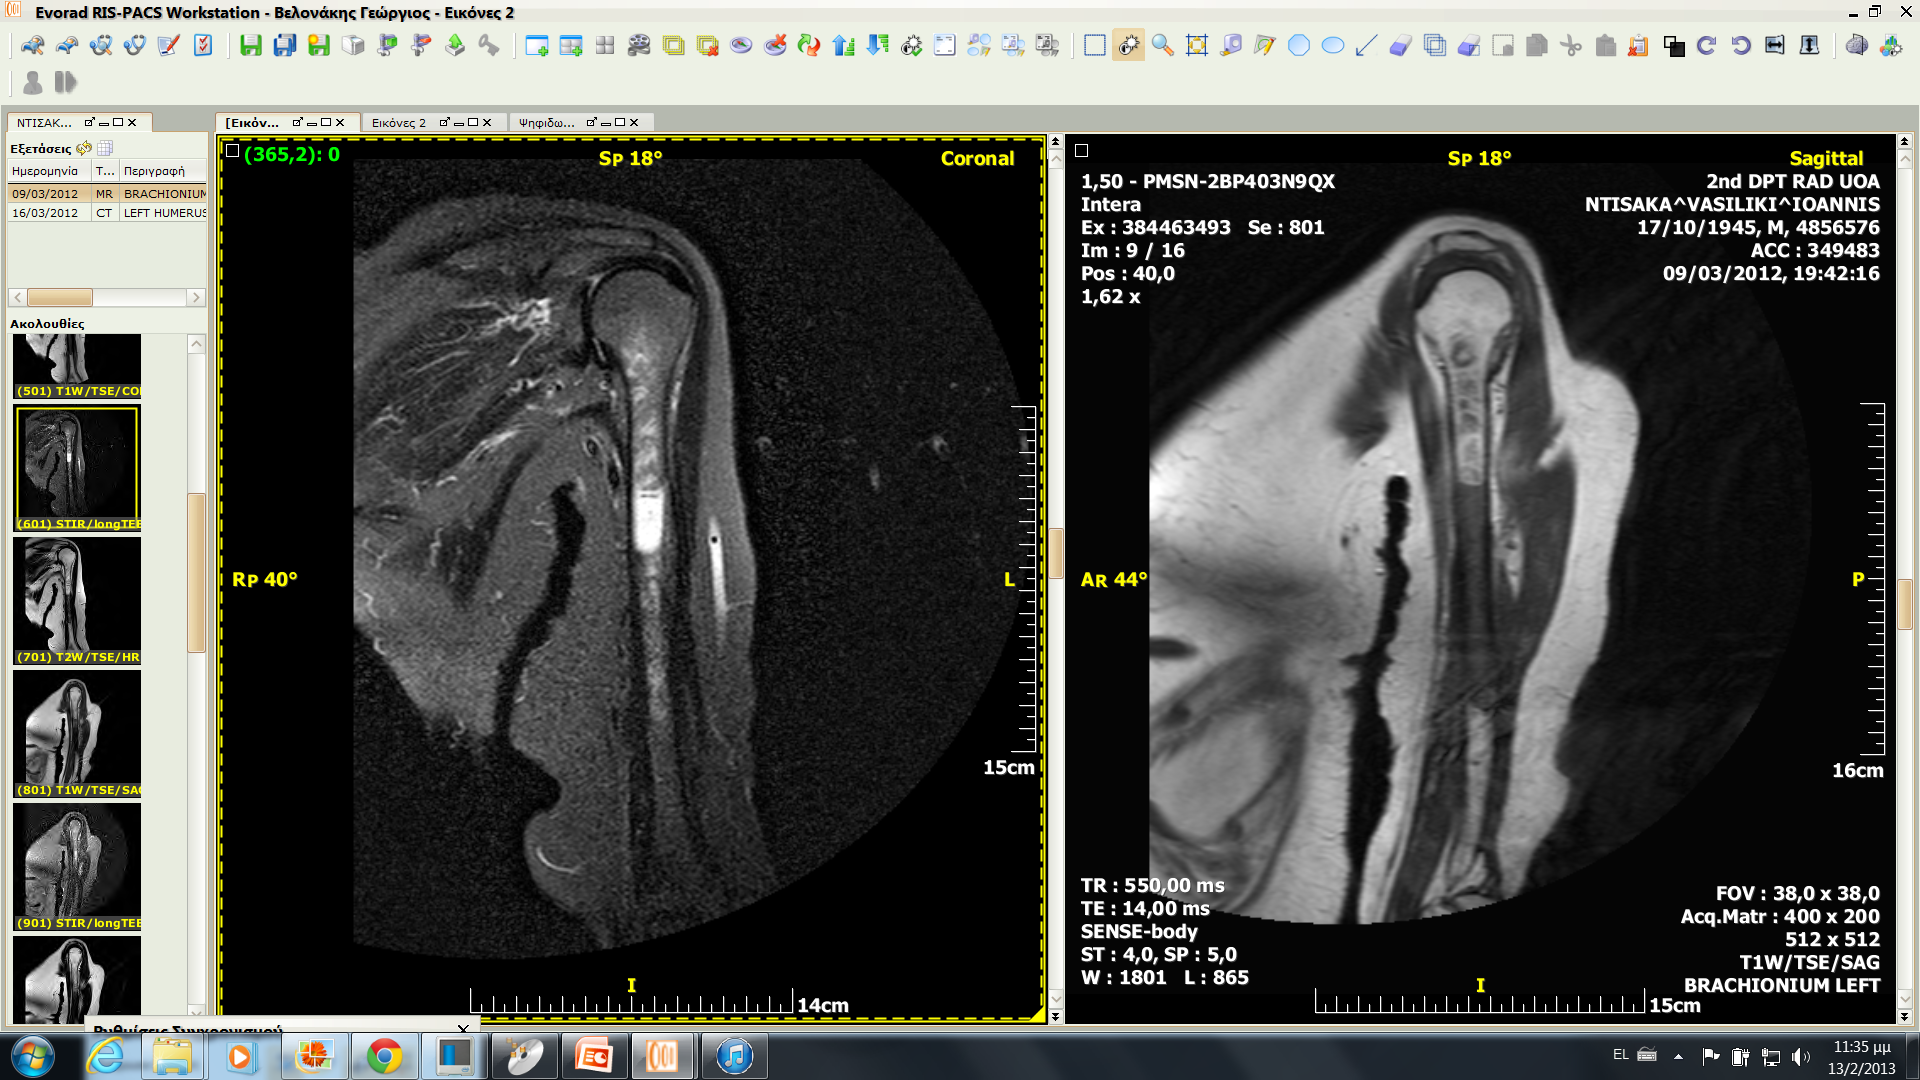 Evorad RIS-PACS Workstation - Βελονάκης Γεώργιος - Εικόνες 2
ΝΤΙΣΑΚ...
[Εικόν...
Εικόνες 2
Ψηφιδω...
Εξετάσεις
Ημερομηνία Τ... Περιγραφή
09/03/2012 MR BRACHIONIUM
16/03/2012 CT LEFT HUMERUS
Ακολουθίες
(501) T1W/TSE/CO
(601) STIR/longTEE
(701) T2W/TSE/HR
(801) T1W/TSE/SAG
(901) STIR/longTEE
(365,2): 0
Sp 18°
Coronal
Rp 40°
L
15cm
I
14cm
Sp 18°
Sagittal
1,50 - PMSN-2BP403N9QX
Intera
Ex : 384463493 Se : 801
Im : 9 / 16
Pos : 40,0
1,62 x
2nd DPT RAD UOA
NTISAKA^VASILIKI^IOANNIS
17/10/1945, M, 4856576
ACC : 349483
09/03/2012, 19:42:16
AR 44°
P
16cm
TR : 550,00 ms
TE : 14,00 ms
SENSE-body
ST : 4,0, SP : 5,0
W : 1801 L : 865
FOV : 38,0 x 38,0
Acq.Matr : 400 x 200
512 x 512
T1W/TSE/SAG
BRACHIONIUM LEFT
I
15cm
Ρυθμίσεις Συγχρονισμού
EL
11:35 μμ
13/2/2013